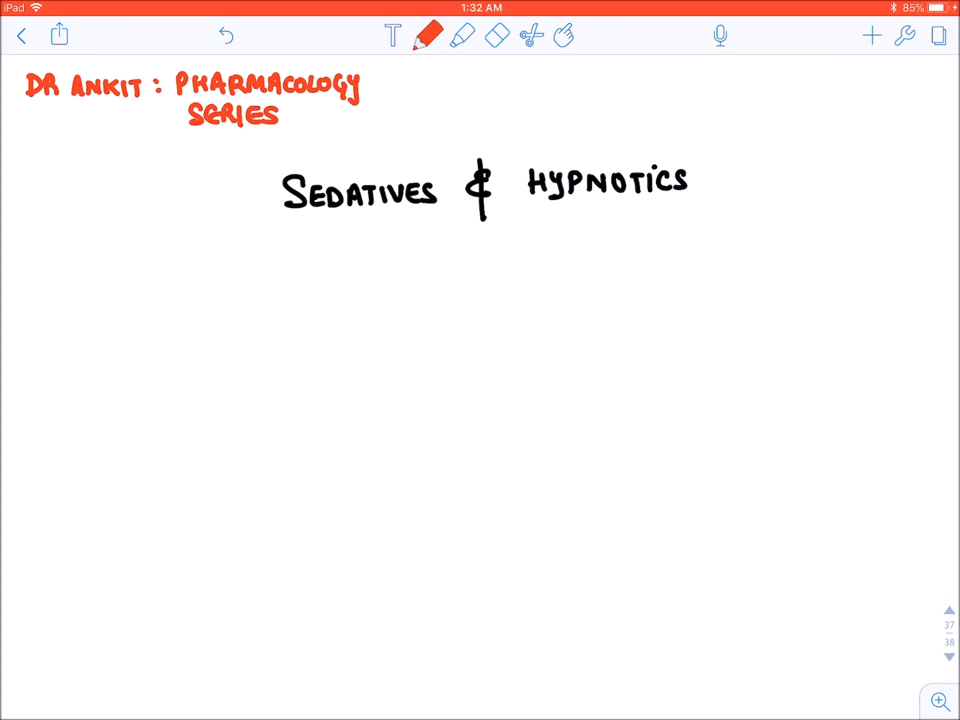 iPad 1:32 AM 85%
T
DR ANKIT : PHARMACOLOGY
SERIES
SEDATIVES & HYPNOTICS
37
38